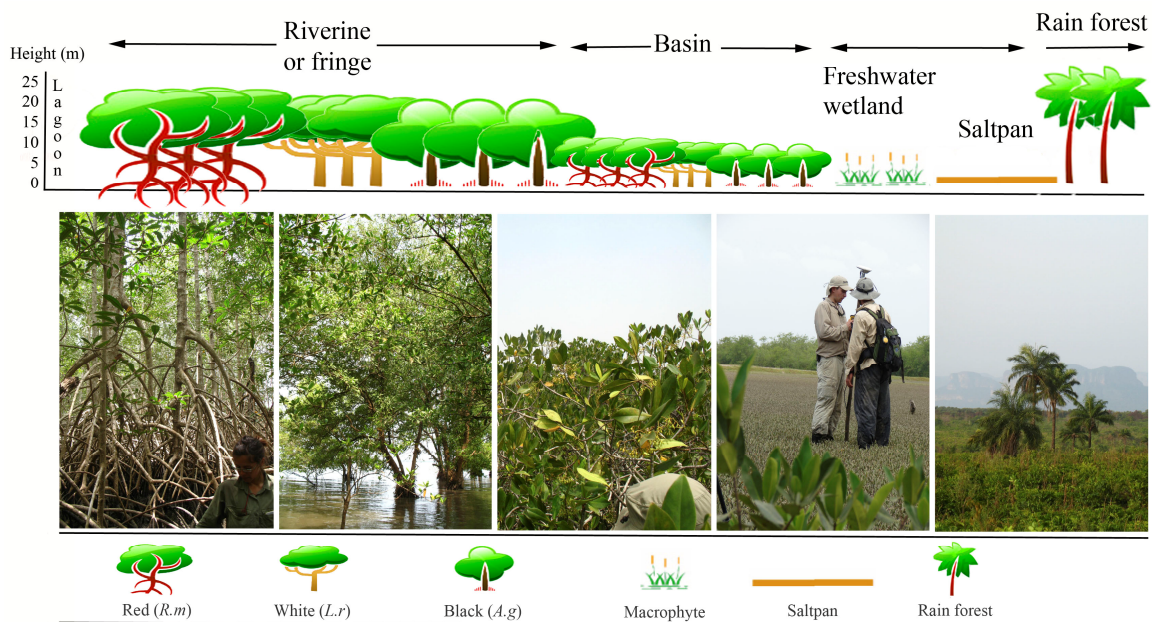 Riverine
or fringe
Basin
Rain forest
Height (m)
Freshwater
wetland
Saltpan
25
20
15
10
5
0
Lagoon
Red (R.m)
White (L.r)
Black (A.g)
Macrophyte
Saltpan
Rain forest